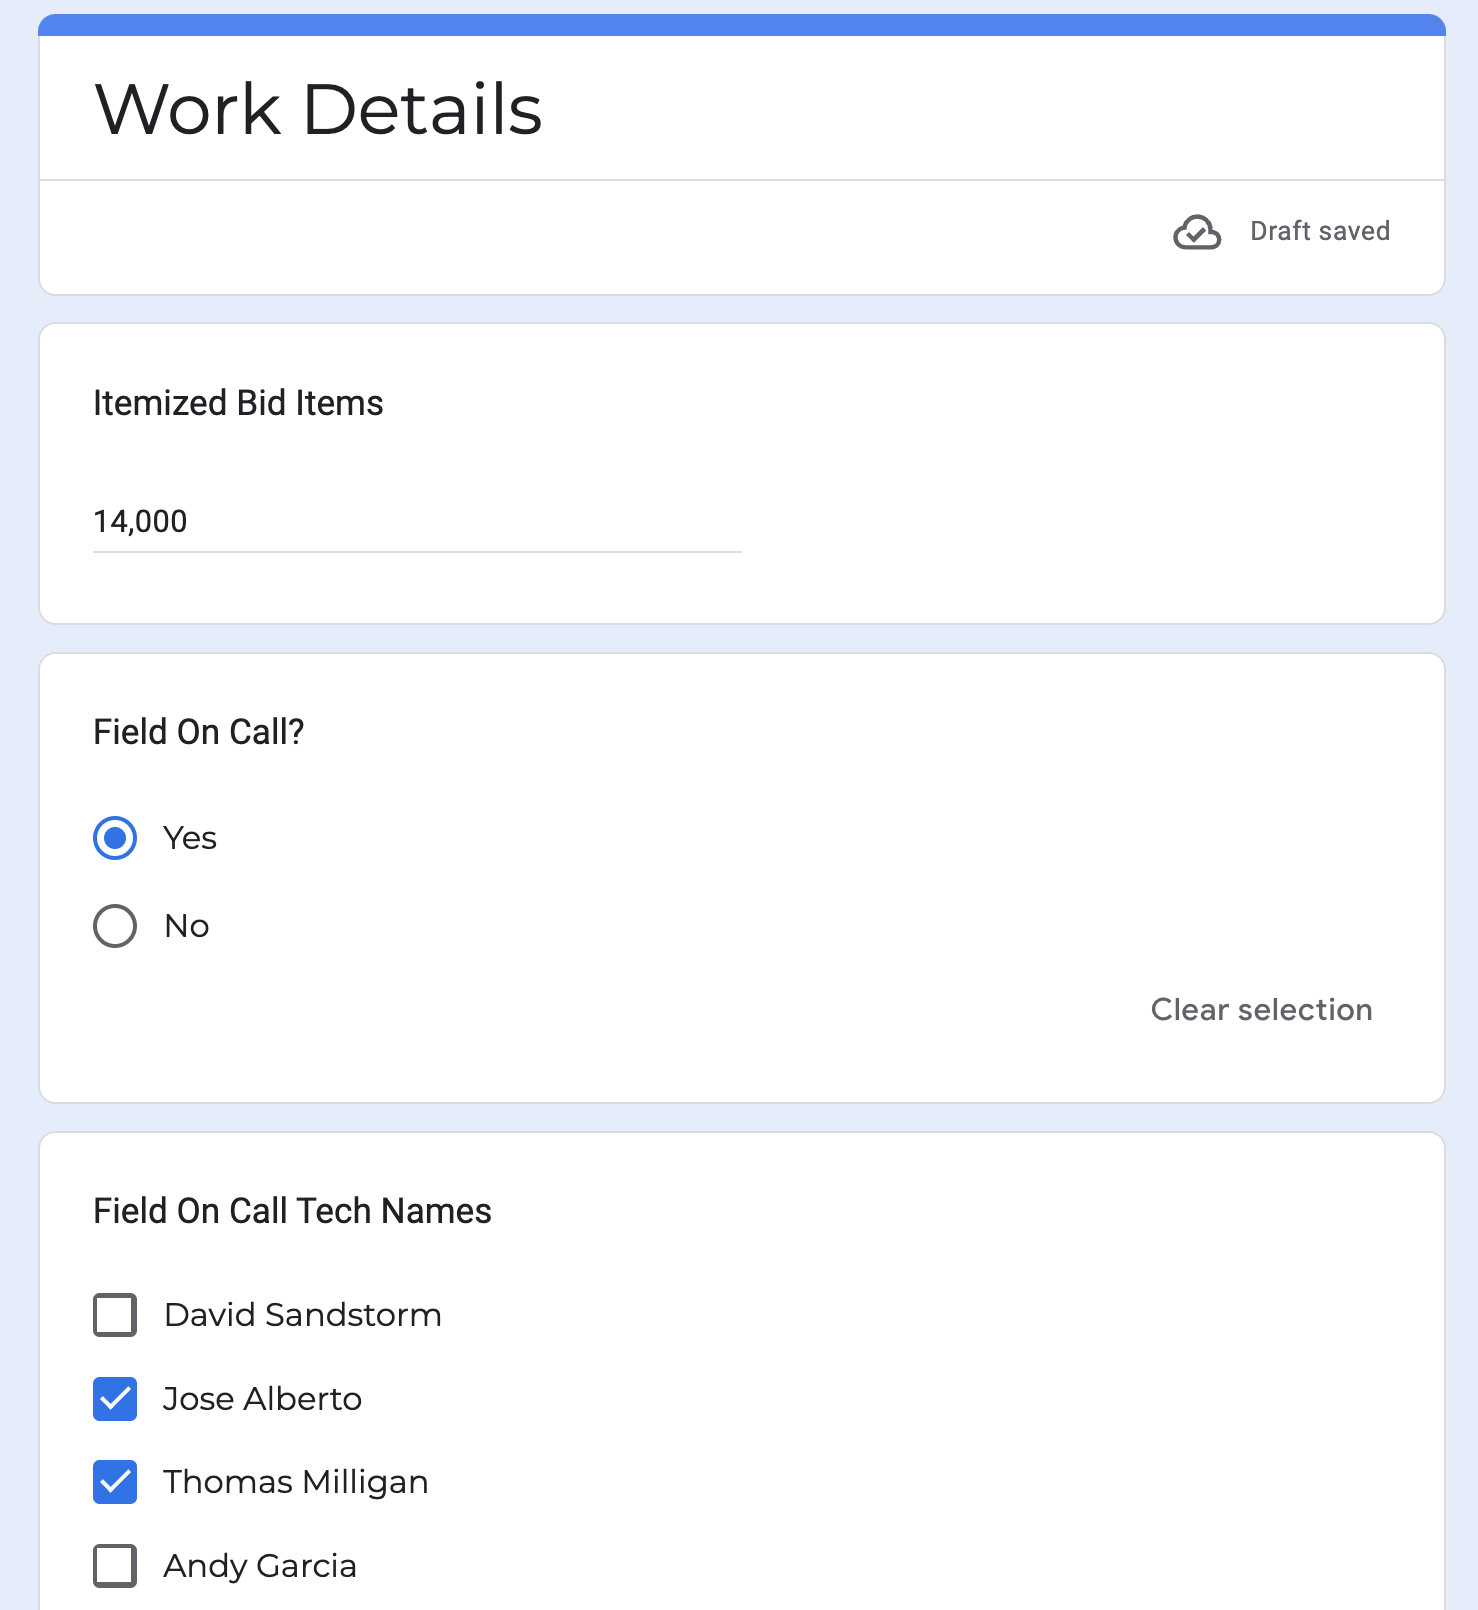 Work Details
Draft saved
Itemized Bid Items
14,000
Field On Call?
Yes
No
Clear selection
Field On Call Tech Names
David Sandstorm
Jose Alberto
Thomas Milligan
Andy Garcia